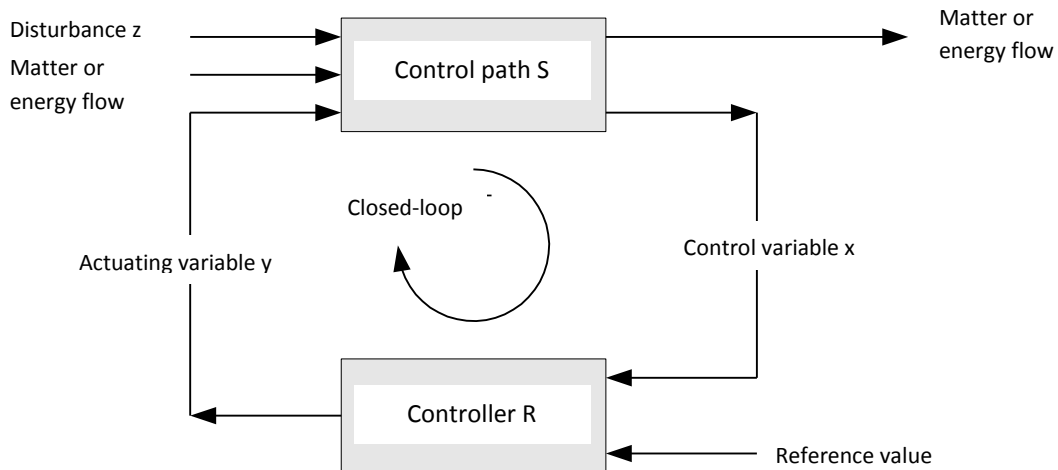 Disturbance z
Matter or
energy flow
Control path S
Matter or
energy flow
Closed-loop -
Actuating variable y
Control variable x
Controller R
Reference value